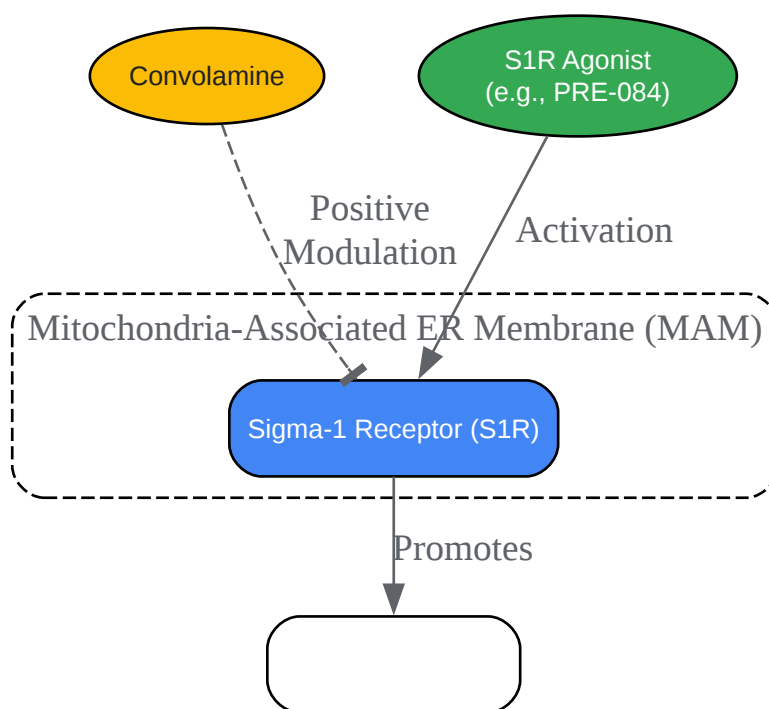 Convolamine
S1R Agonist
(e.g., PRE-084)
Positive
Modulation
Activation
Mitochondria-Associated ER Membrane (MAM)
Sigma-1 Receptor (S1R)
Promotes